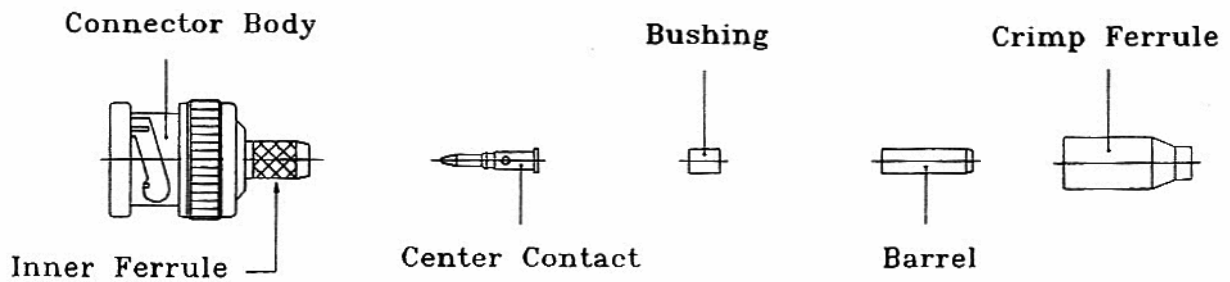 Connector Body
Bushing
Crimp Ferrule
Inner Ferrule
Center Contact
Barrel